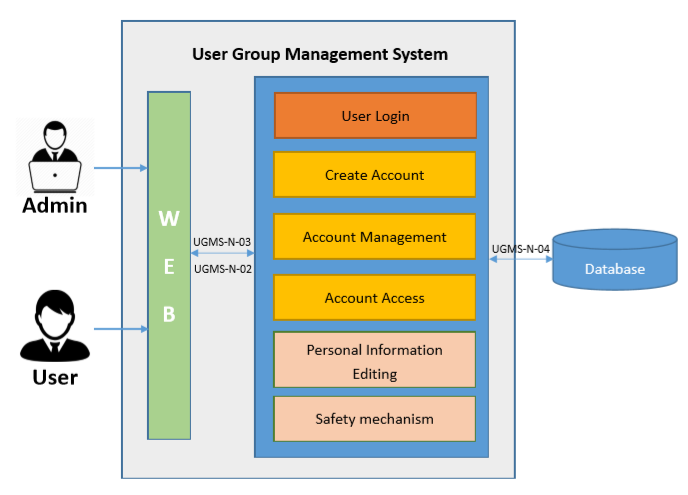 User Group Management System
User Login
Create Account
Account Management
Account Access
Personal Information
Editing
Safety mechanism
W
E
B
UGMS-N-03
UGMS-N-02
UGMS-N-04
Database
Admin
User